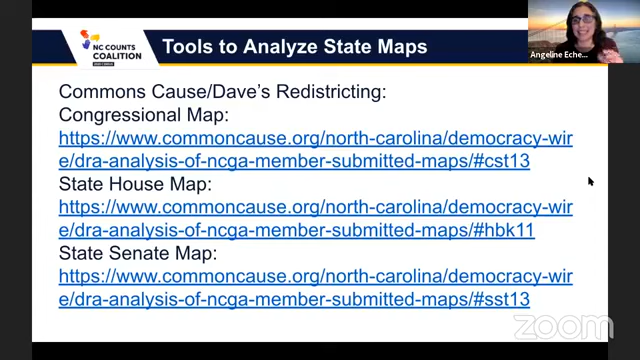 NC COUNTS
COALITION
Tools to Analyze State Maps
Angeline Eche...
Commons Cause/Dave's Redistricting:
Congressional Map:
https://www.commoncause.org/north-carolina/democracy-wir
e/dra-analysis-of-ncga-member-submitted-maps/#cst13
State House Map:
https://www.commoncause.org/north-carolina/democracy-wir
e/dra-analysis-of-ncga-member-submitted-maps/#hbk11
State Senate Map:
https://www.commoncause.org/north-carolina/democracy-wir
e/dra-analysis-of-ncga-member-submitted-maps/#sst13
zoom